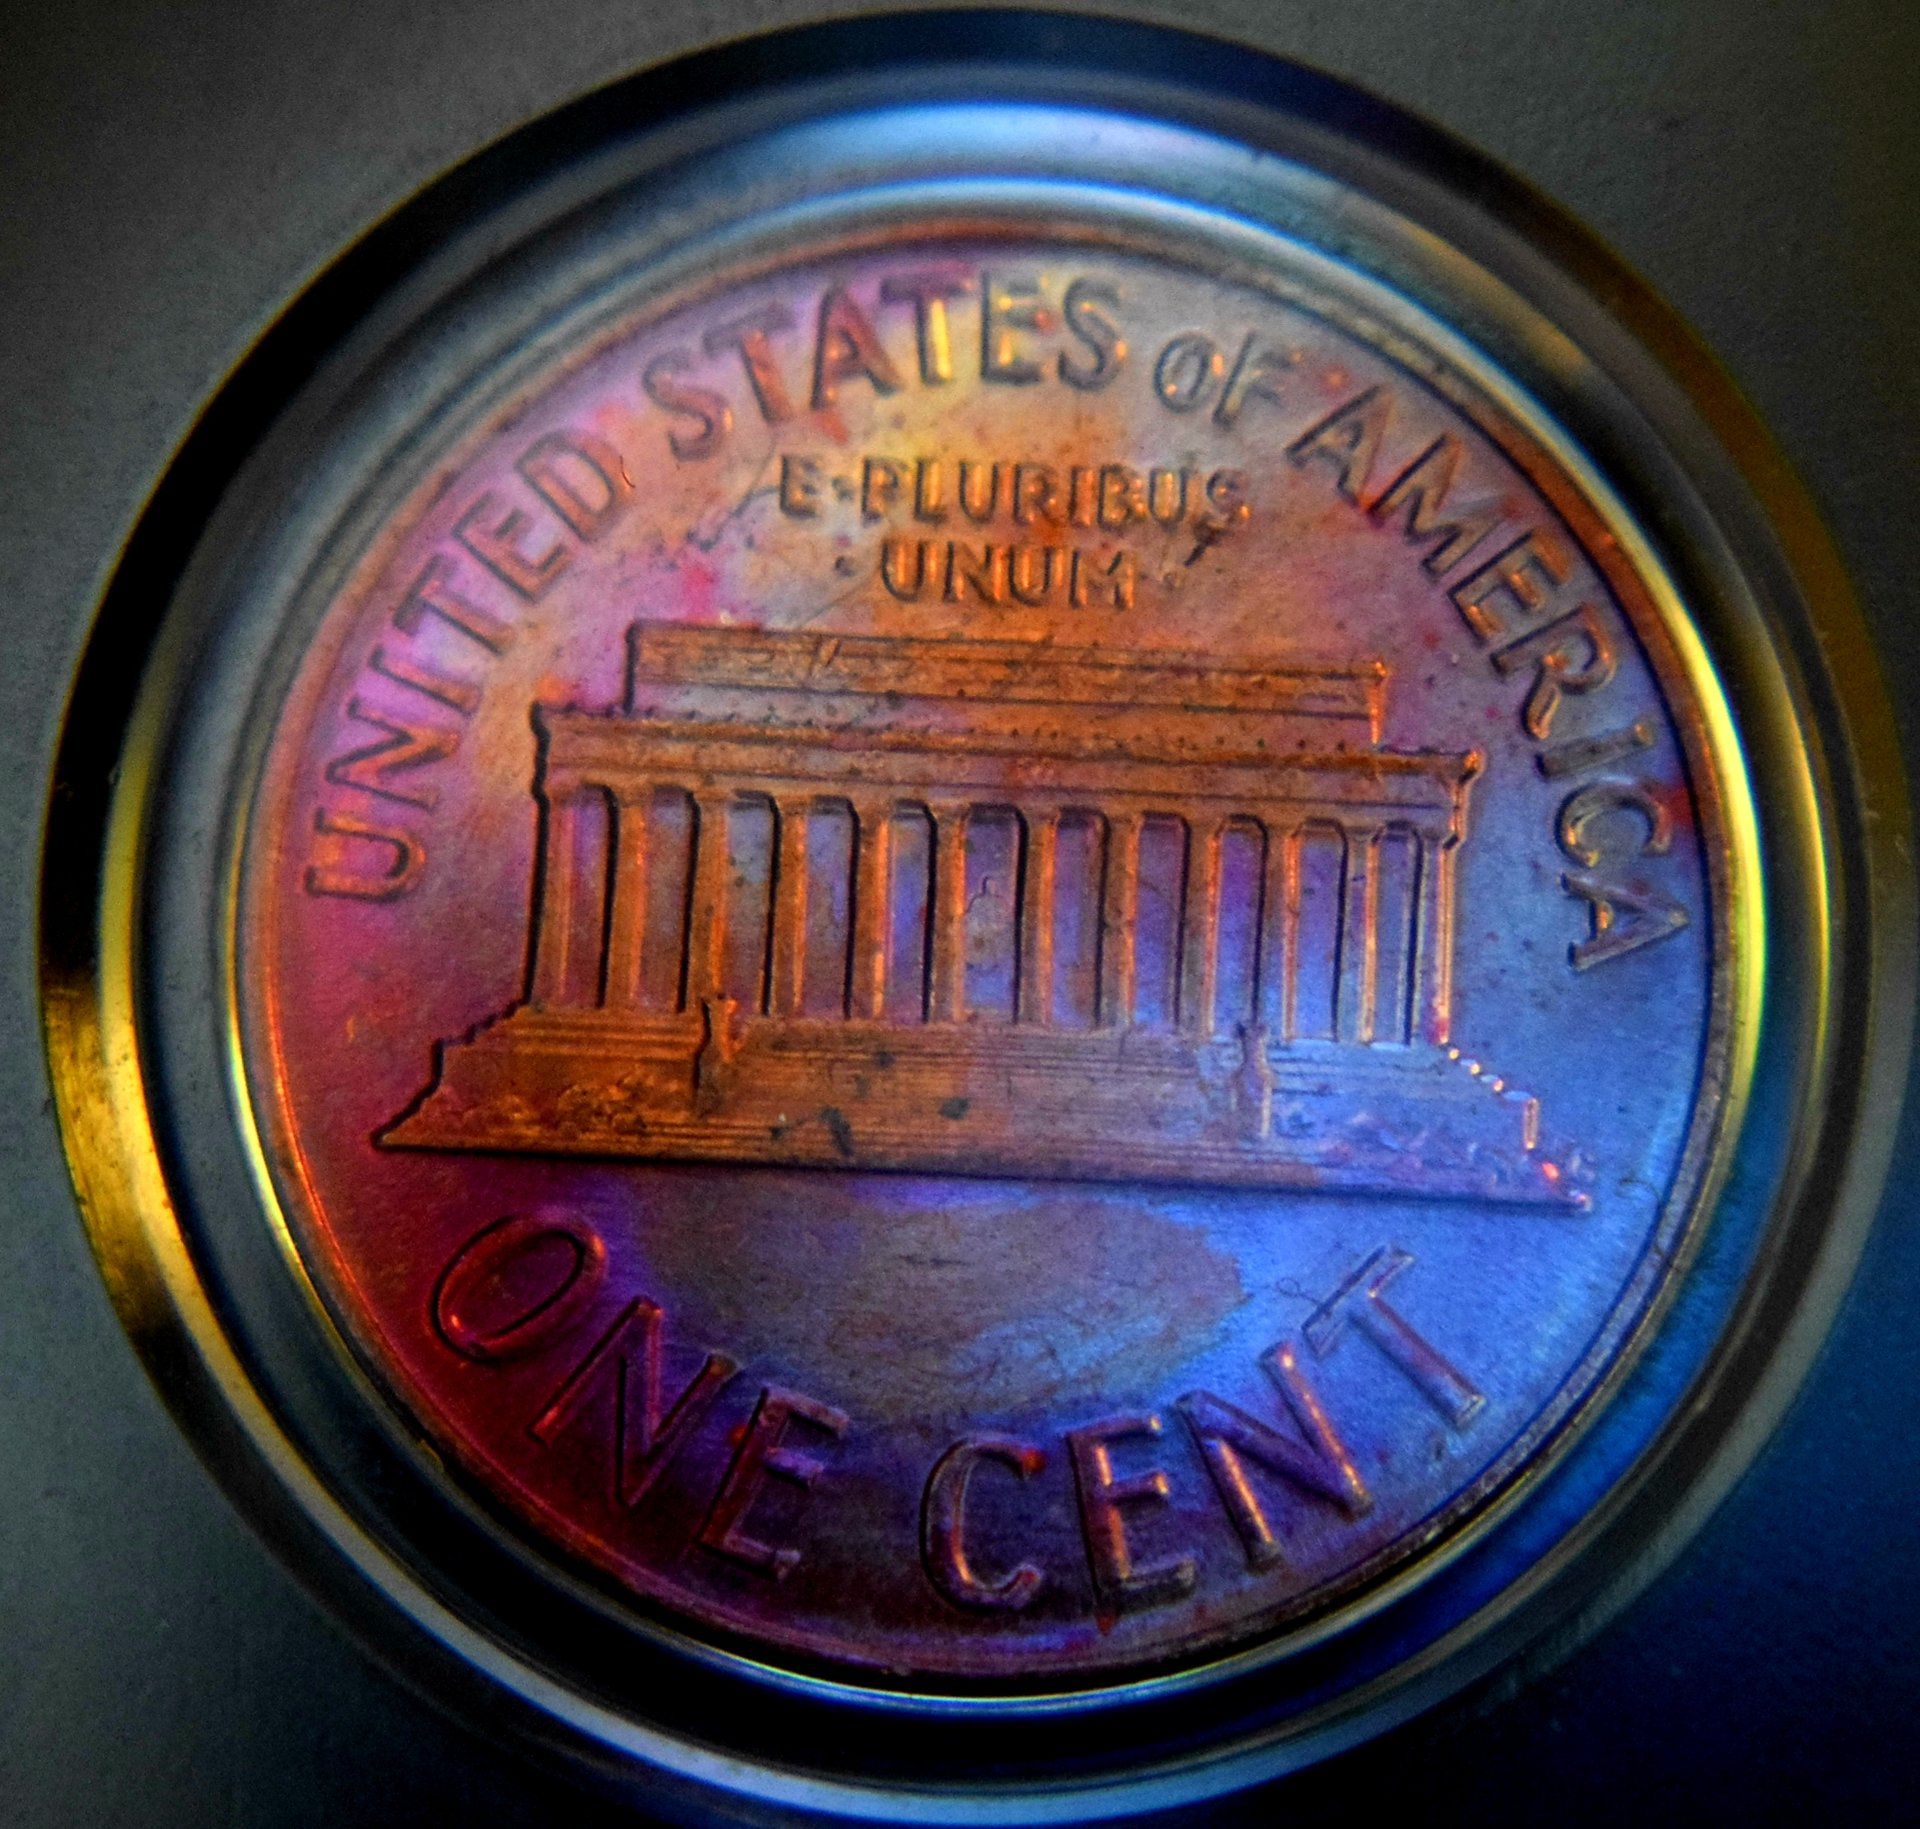 UNITED STATES OF AMERICA
E·PLURIBUS
·UNUM·
ONE CENT